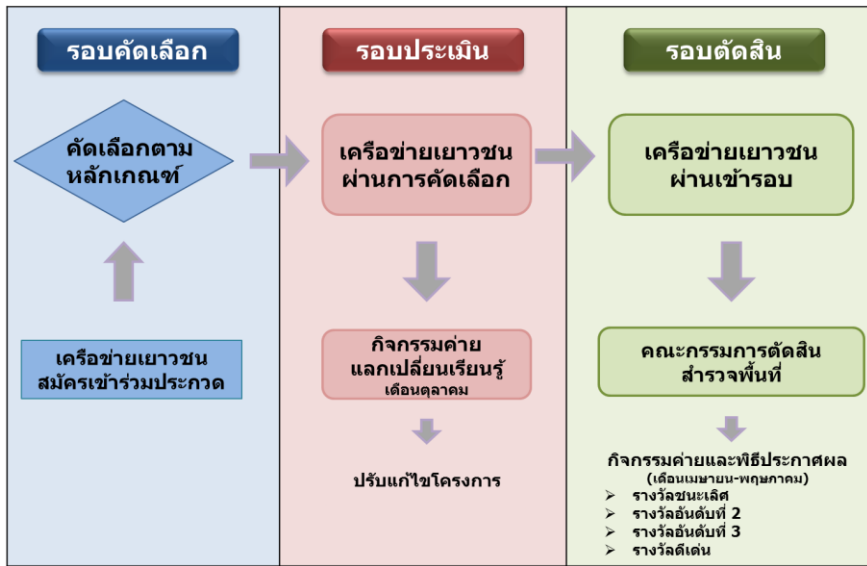 รอบคัดเลือก
คัดเลือกตาม
หลักเกณฑ์
เครือข่ายเยาวชน
สมัครเข้าร่วมประกวด
รอบประเมิน
เครือข่ายเยาวชน
ผ่านการคัดเลือก
กิจกรรมค่าย
แลกเปลี่ยนเรียนรู้
เดือนตุลาคม
ปรับแก้ไขโครงการ
รอบตัดสิน
เครือข่ายเยาวชน
ผ่านเข้ารอบ
คณะกรรมการตัดสิน
สำรวจพื้นที่
กิจกรรมค่ายและพิธีประกาศผล
(เดือนเมษายน-พฤษภาคม)
➢ รางวัลชนะเลิศ
➢ รางวัลอันดับที่ 2
➢ รางวัลอันดับที่ 3
➢ รางวัลดีเด่น